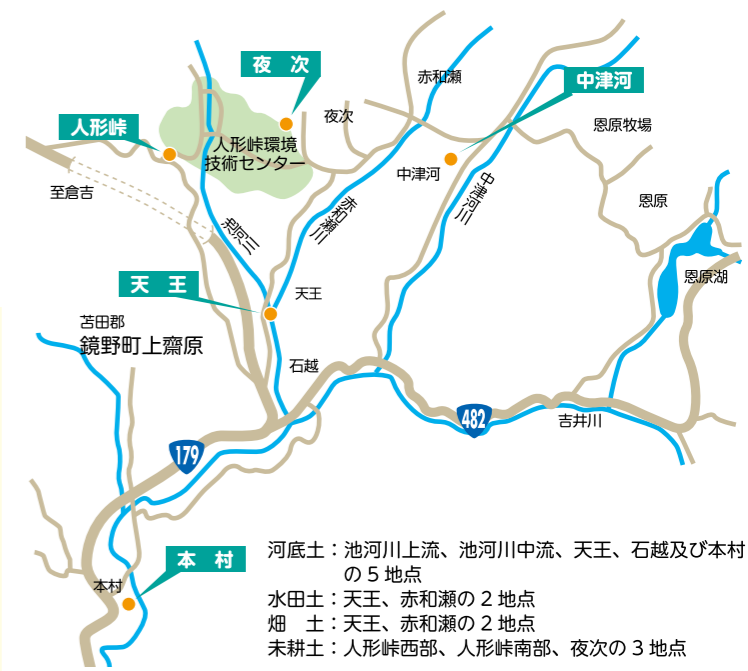 赤和瀬
夜　次
中津河
人形峠
夜次
恩原牧場
人形峠環境
技術センター
中津河
至倉吉
中津河川
恩原
赤和瀬川
池河川
恩原湖
天　王
天王
苫田郡
鏡野町上齋原
石越
482
吉井川
179
本　村
本村
河底土：池河川上流、池河川中流、天王、石越及び本村
の５地点
水田土：天王、赤和瀬の２地点
畑　土：天王、赤和瀬の２地点
未耕土：人形峠西部、人形峠南部、夜次の３地点